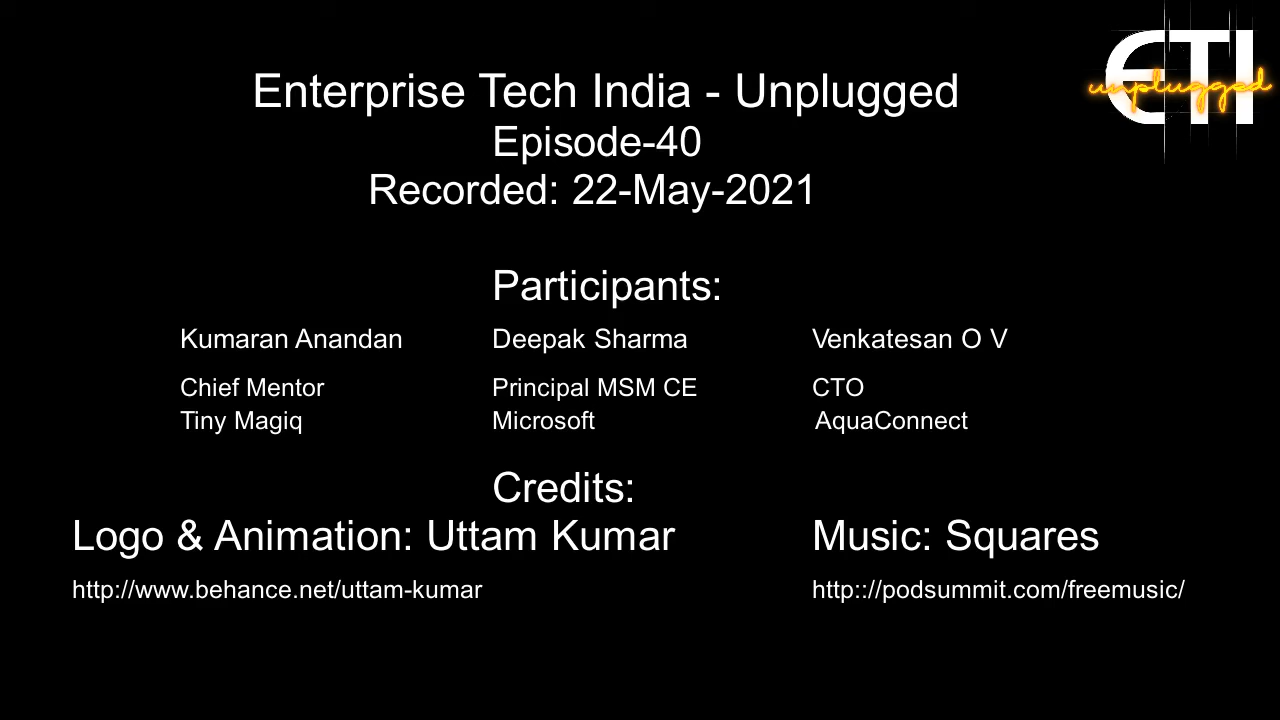 ETI
unplugged
Enterprise Tech India - Unplugged
Episode-40
Recorded: 22-May-2021
Participants:
Kumaran Anandan Deepak Sharma Venkatesan O V
Chief Mentor Principal MSM CE CTO
Tiny Magiq Microsoft AquaConnect
Credits:
Logo & Animation: Uttam Kumar Music: Squares
http://www.behance.net/uttam-kumar http:://podsummit.com/freemusic/